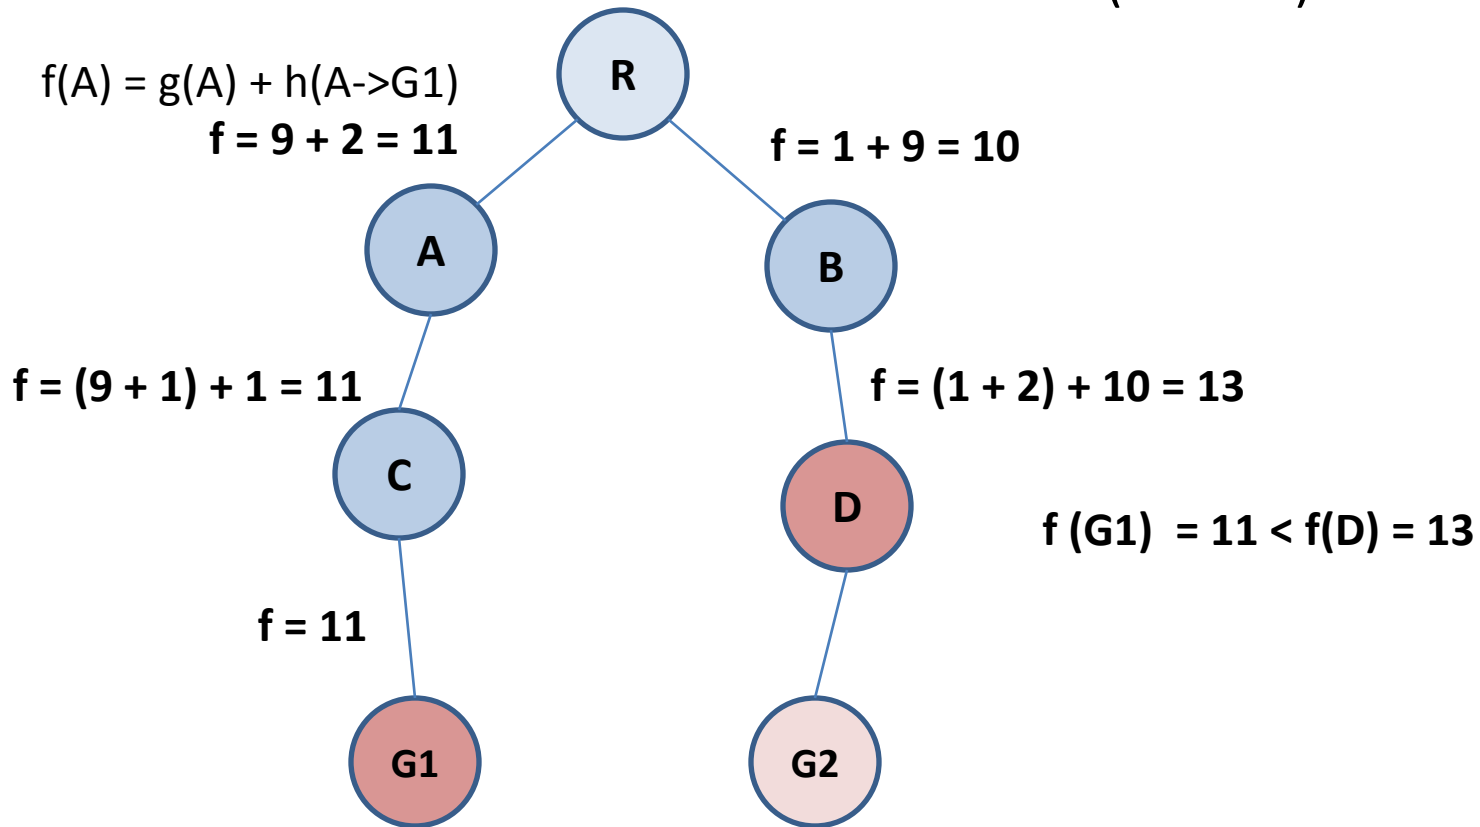 R
f(A) = g(A) + h(A->G1)
f = 9 + 2 = 11
f = 1 + 9 = 10
A
B
f = (9 + 1) + 1 = 11
f = (1 + 2) + 10 = 13
C
D
f (G1)  = 11 < f(D) = 13
f = 11
G1
G2